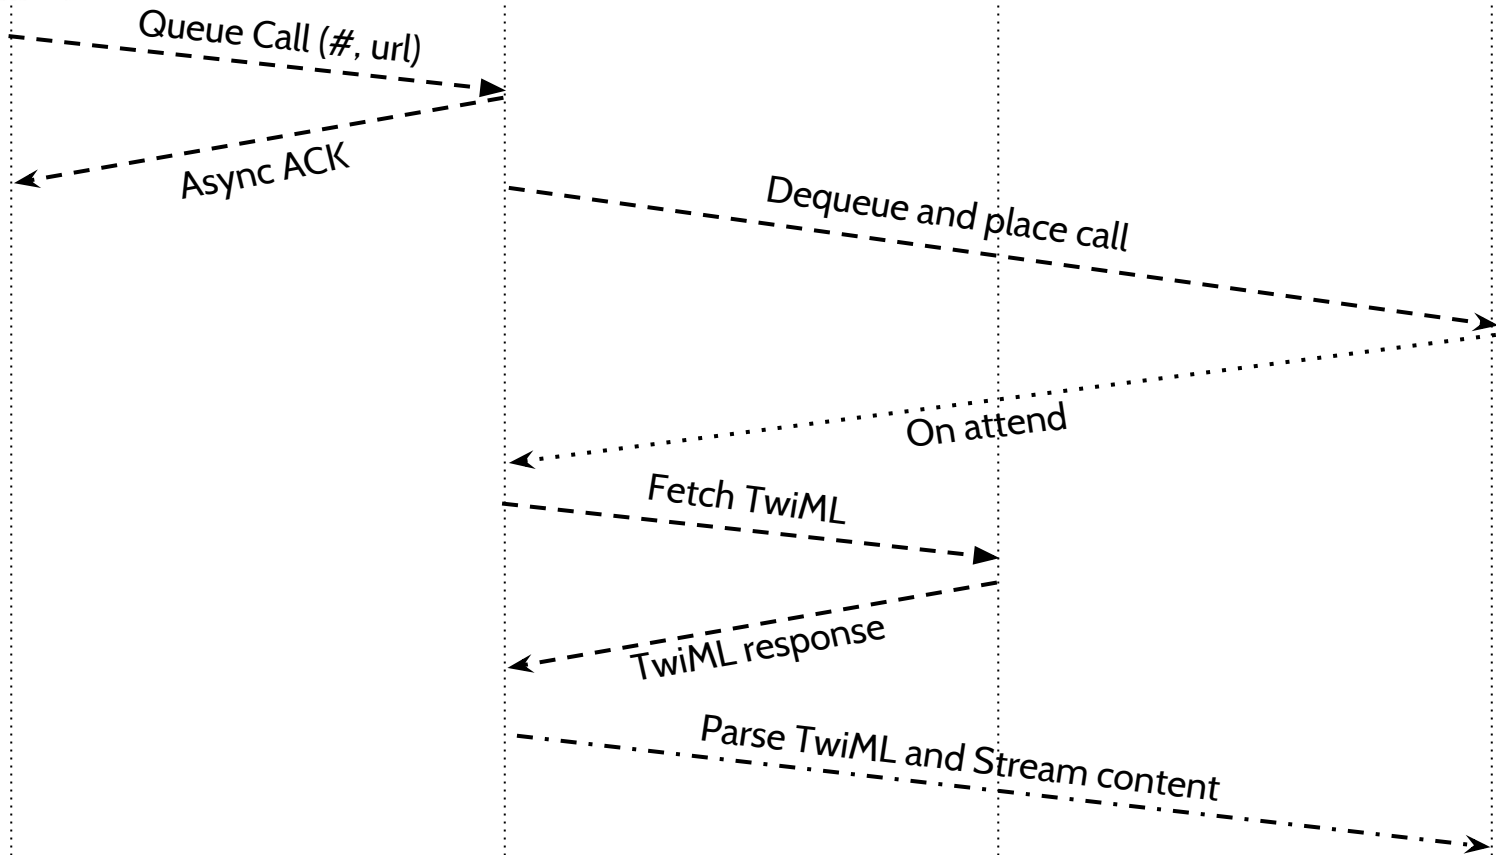 Queue Call (#, url)
Async ACK
Dequeue and place call
On attend
Fetch TwiML
TwiML response
Parse TwiML and Stream content